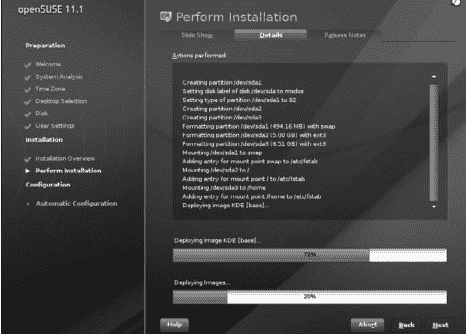 openSUSE 11.1
Preparation
Welcome
System Analysis
Time Zone
Desktop Selection
Disk
User Settings
Installation
Installation Overview
Perform Installation
Configuration
Automatic Configuration
Perform Installation
Slide Show
Details
Release Notes
Actions performed:
Creating partition /dev/sda1
Setting disk label of disk /dev/sda to msdos
Setting type of partition /dev/sda1 to 82
Creating partition /dev/sda2
Creating partition /dev/sda3
Formatting partition /dev/sda1 (494.16 MB) with swap
Formatting partition /dev/sda2 (5.00 GB) with ext3
Formatting partition /dev/sda3 (6.51 GB) with ext3
Mounting /dev/sda1 to swap
Adding entry for mount point swap to /etc/fstab
Mounting /dev/sda2 to /
Adding entry for mount point / to /etc/fstab
Mounting /dev/sda3 to /home
Adding entry for mount point /home to /etc/fstab
Deploying image KDE [base]...
Deploying image KDE [base]...
72%
Deploying Images...
20%
Help
Abort
Back
Next